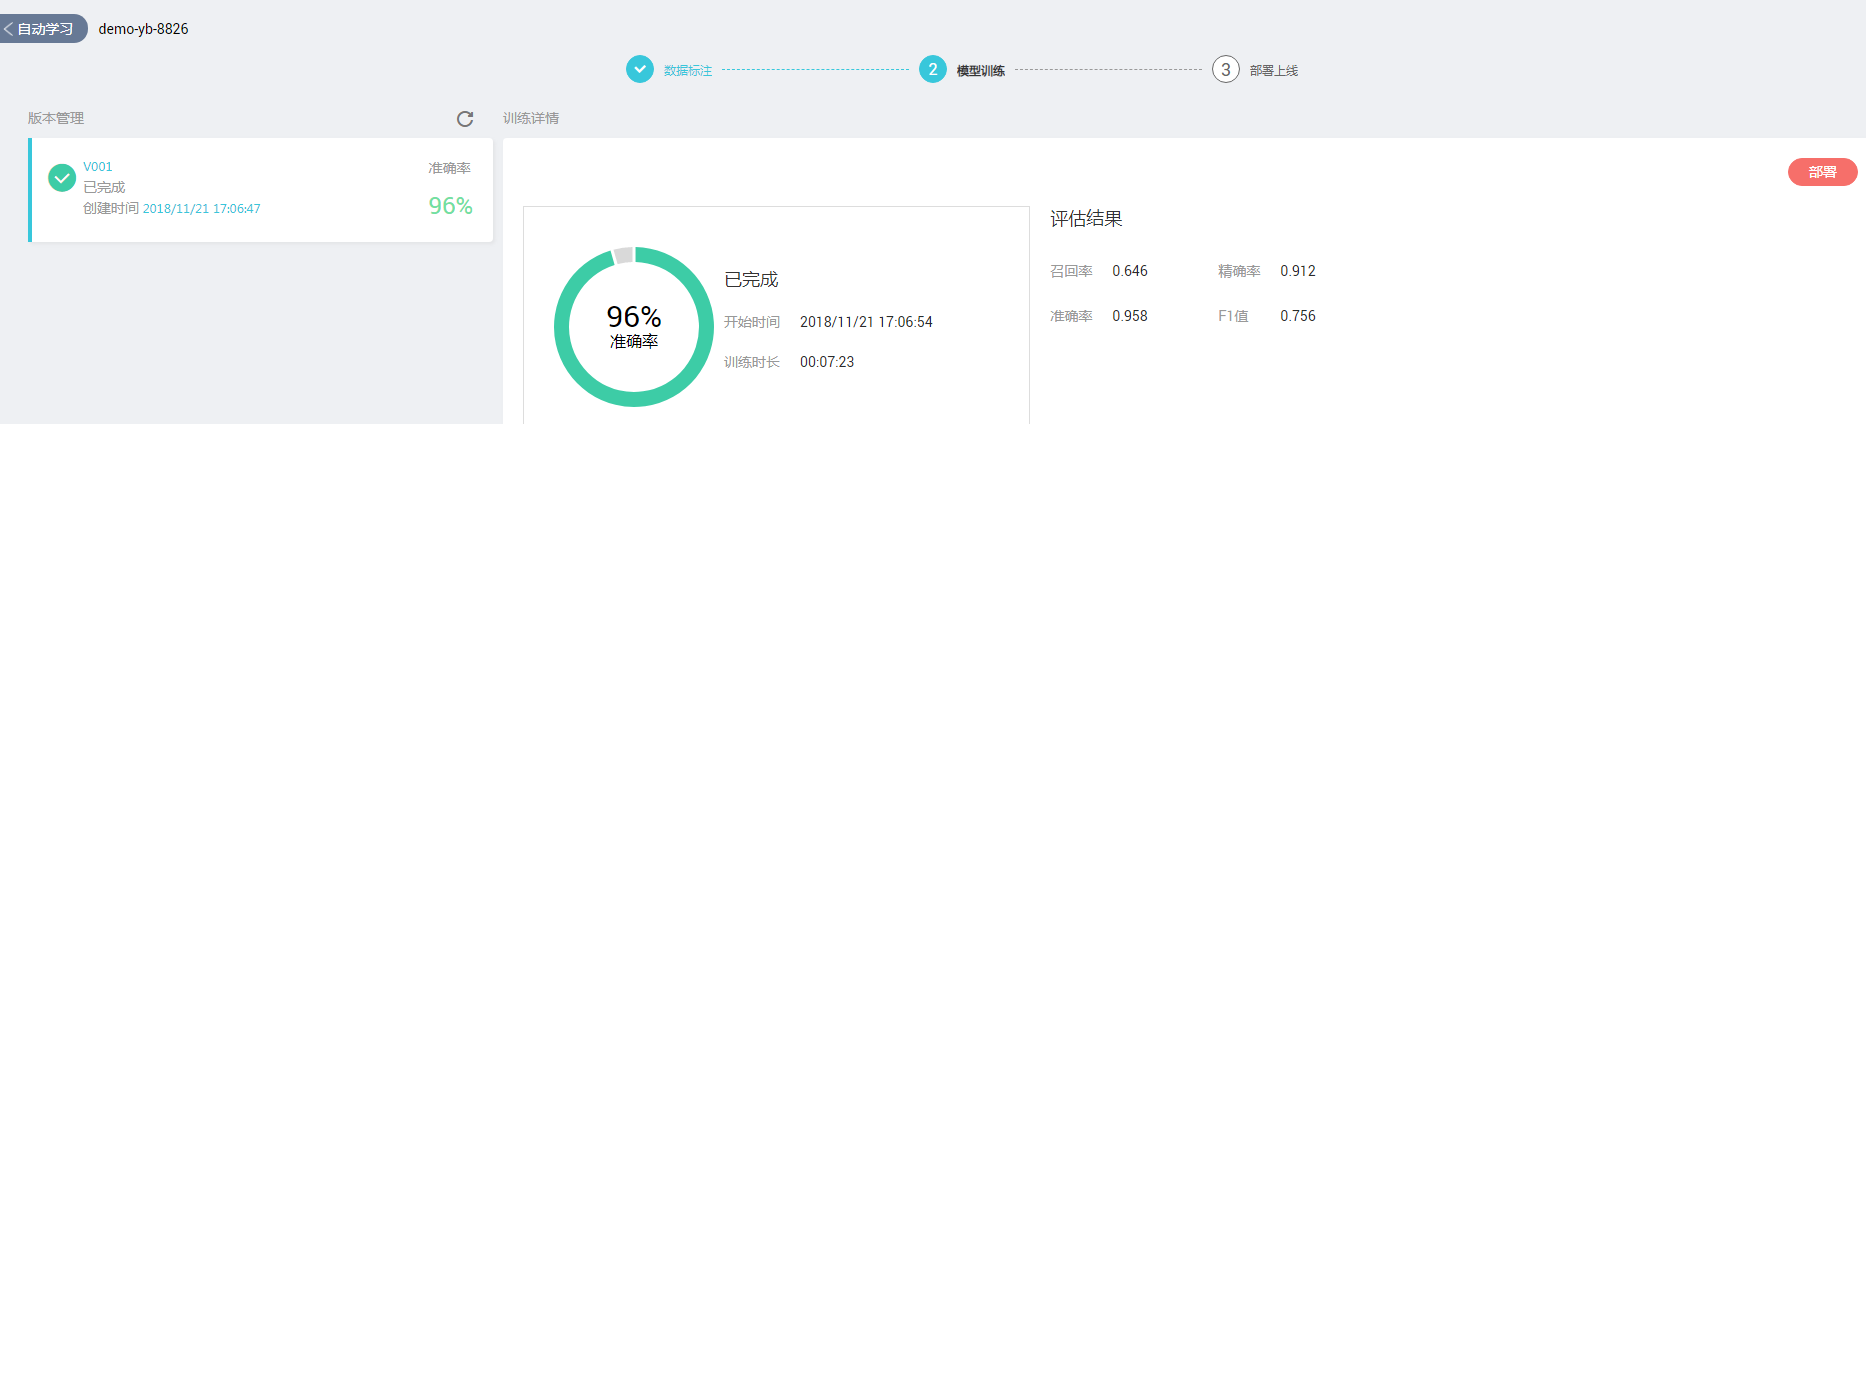 自动学习 demo-yb-8826
数据标注 2 模型训练 3 部署上线
版本管理
V001
已完成
创建时间 2018/11/21 17:06:47
准确率
96%
训练详情
部署
96%
准确率
已完成
开始时间 2018/11/21 17:06:54
训练时长 00:07:23
评估结果
召回率 0.646 精确率 0.912
准确率 0.958 F1值 0.756